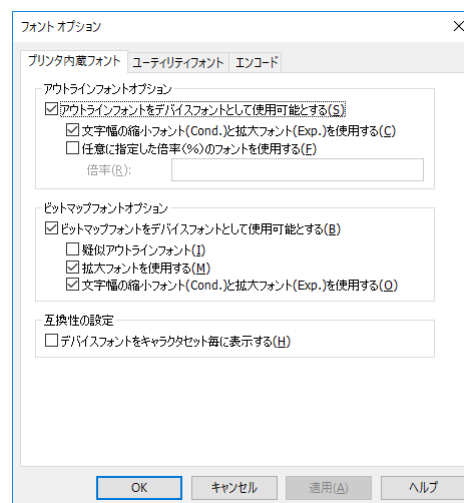 フォント オプション
プリンタ内蔵フォント ユーティリティフォント エンコード
アウトラインフォントオプション
アウトラインフォントをデバイスフォントとして使用可能とする(S)
文字幅の縮小フォント(Cond.)と拡大フォント(Exp.)を使用する(C)
任意に指定した倍率(%)のフォントを使用する(F)
倍率(R):
ビットマップフォントオプション
ビットマップフォントをデバイスフォントとして使用可能とする(B)
疑似アウトラインフォント(I)
拡大フォントを使用する(M)
文字幅の縮小フォント(Cond.)と拡大フォント(Exp.)を使用する(O)
互換性の設定
デバイスフォントをキャラクタセット毎に表示する(H)
OK キャンセル 適用(A) ヘルプ